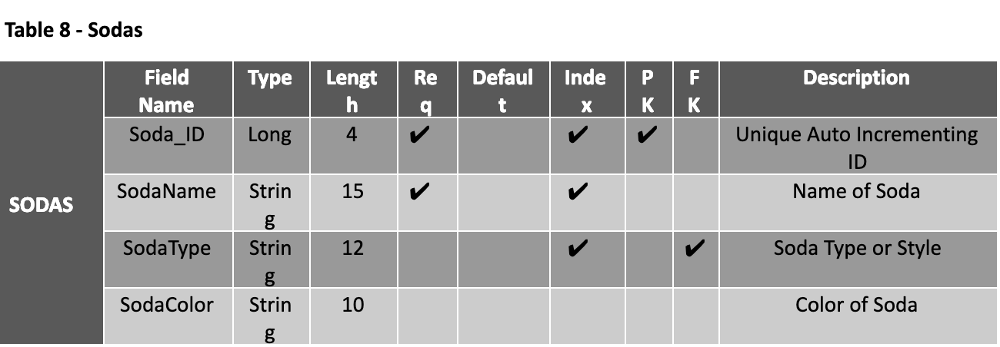 Table 8 - Sodas
Field Name Type Length Req Default Index PK FK Description
SODAS
Soda_ID Long 4 ✔ ✔ ✔ Unique Auto Incrementing ID
SodaName String 15 ✔ ✔ Name of Soda
SodaType String 12 ✔ ✔ Soda Type or Style
SodaColor String 10 Color of Soda